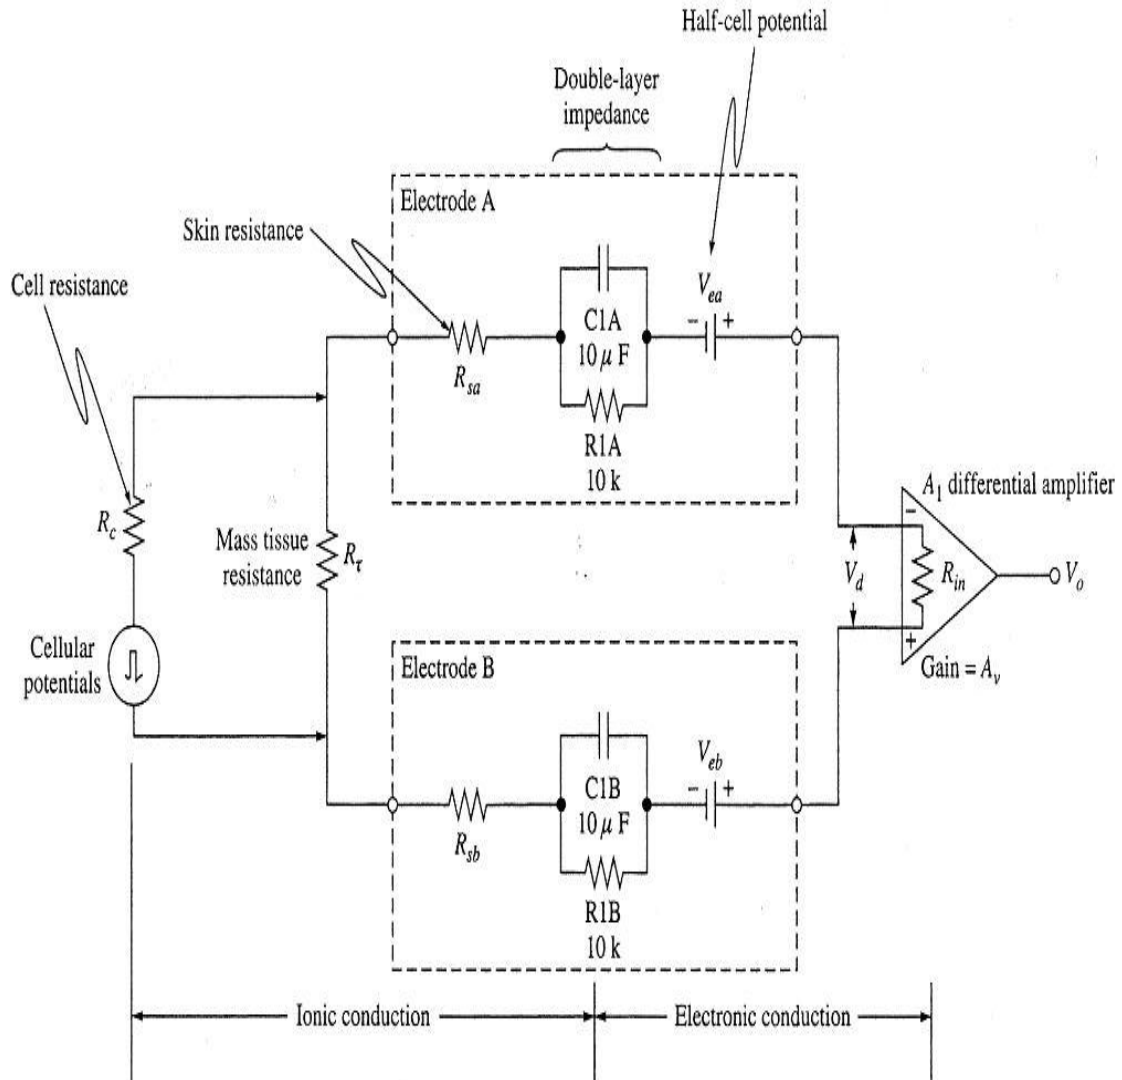 Half-cell potential
Double-layer
impedance
Electrode A
Skin resistance
Cell resistance
V_ea
- +
C1A
10 μF
R_sa
R1A
10 k
A_1 differential amplifier
R_c
Mass tissue
resistance
R_τ
-
V_d
R_in
V_o
+
Gain = A_v
Cellular
potentials
Electrode B
V_eb
- +
C1B
10 μF
R_sb
R1B
10 k
Ionic conduction
Electronic conduction